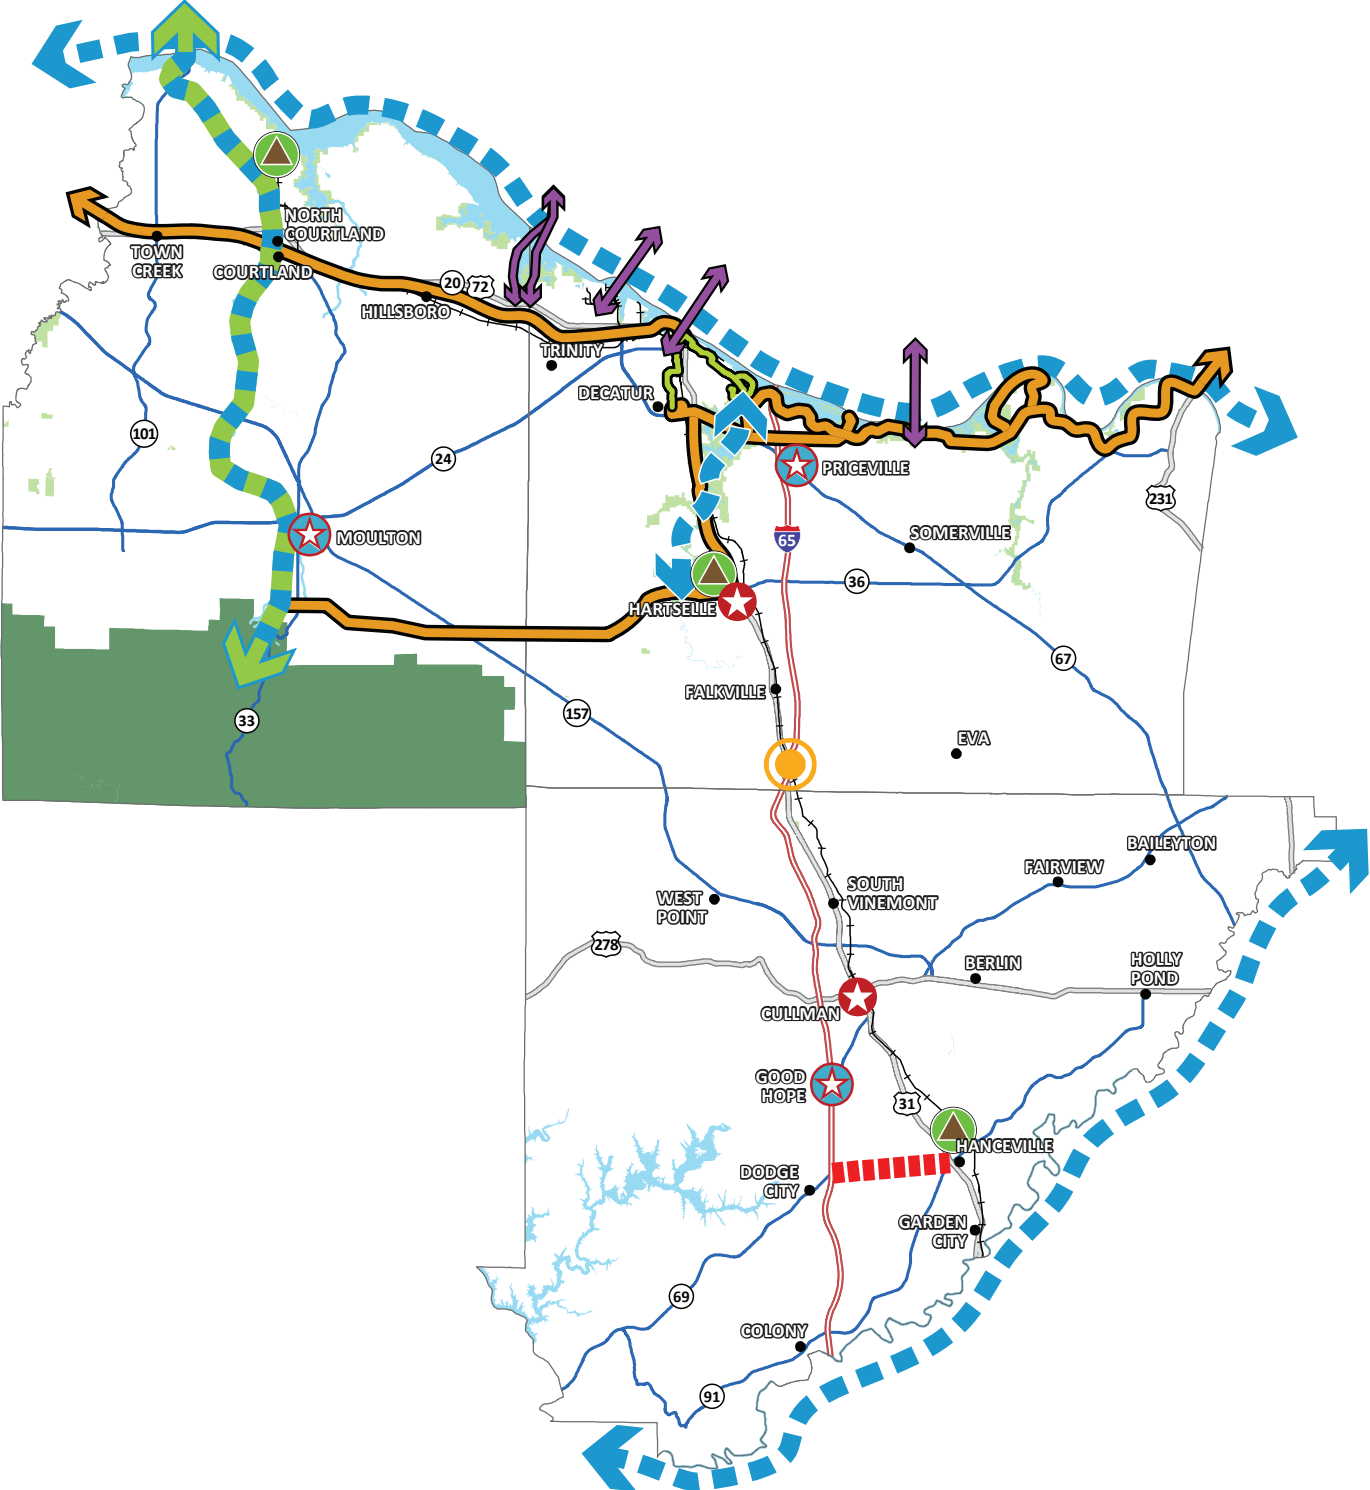 NORTH
COURTLAND
TOWN
CREEK
COURTLAND
20
72
HILLSBORO
TRINITY
DECATUR
101
24
PRICEVILLE
231
MOULTON
SOMERVILLE
65
36
HARTSELLE
67
FALKVILLE
33
157
EVA
BAILEYTON
FAIRVIEW
SOUTH
VINEMONT
WEST
POINT
278
BERLIN
HOLLY
POND
CULLMAN
GOOD
HOPE
31
HANCEVILLE
DODGE
CITY
GARDEN
CITY
69
COLONY
91